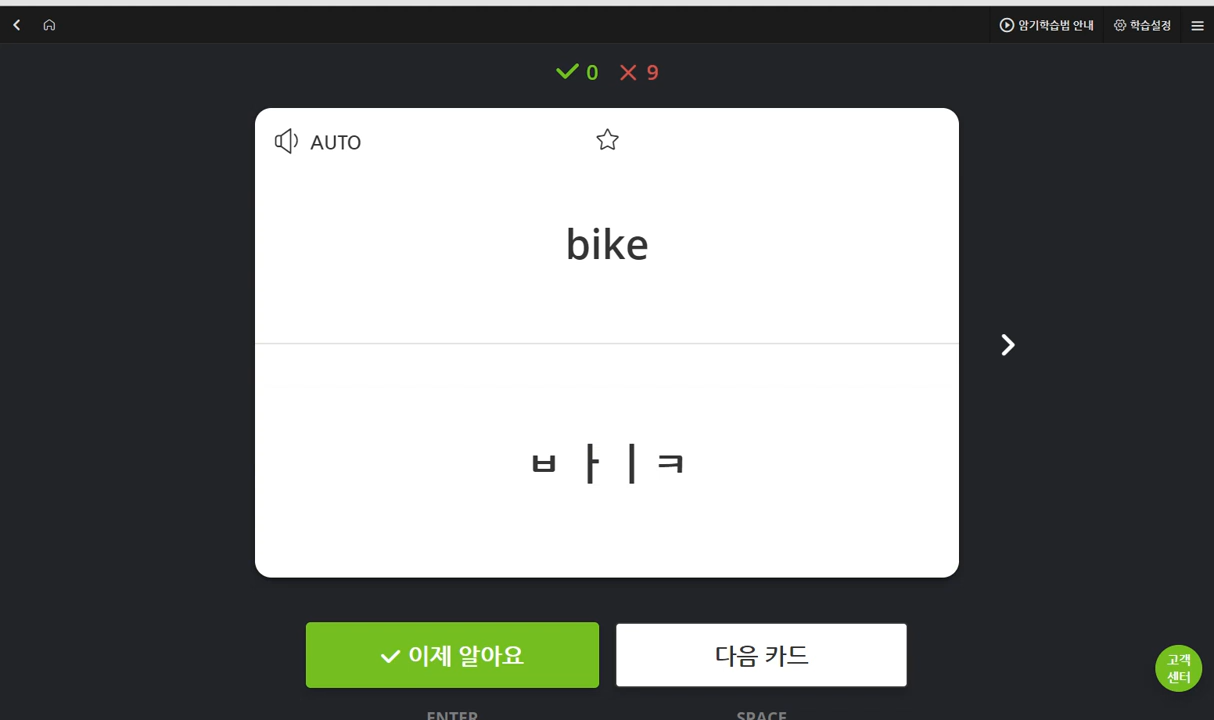 암기학습법 안내 학습설정
0 9
AUTO
bike
ㅂ ㅏ ㅣ ㅋ
이제 알아요 다음 카드
고객
센터
ENTER SPACE